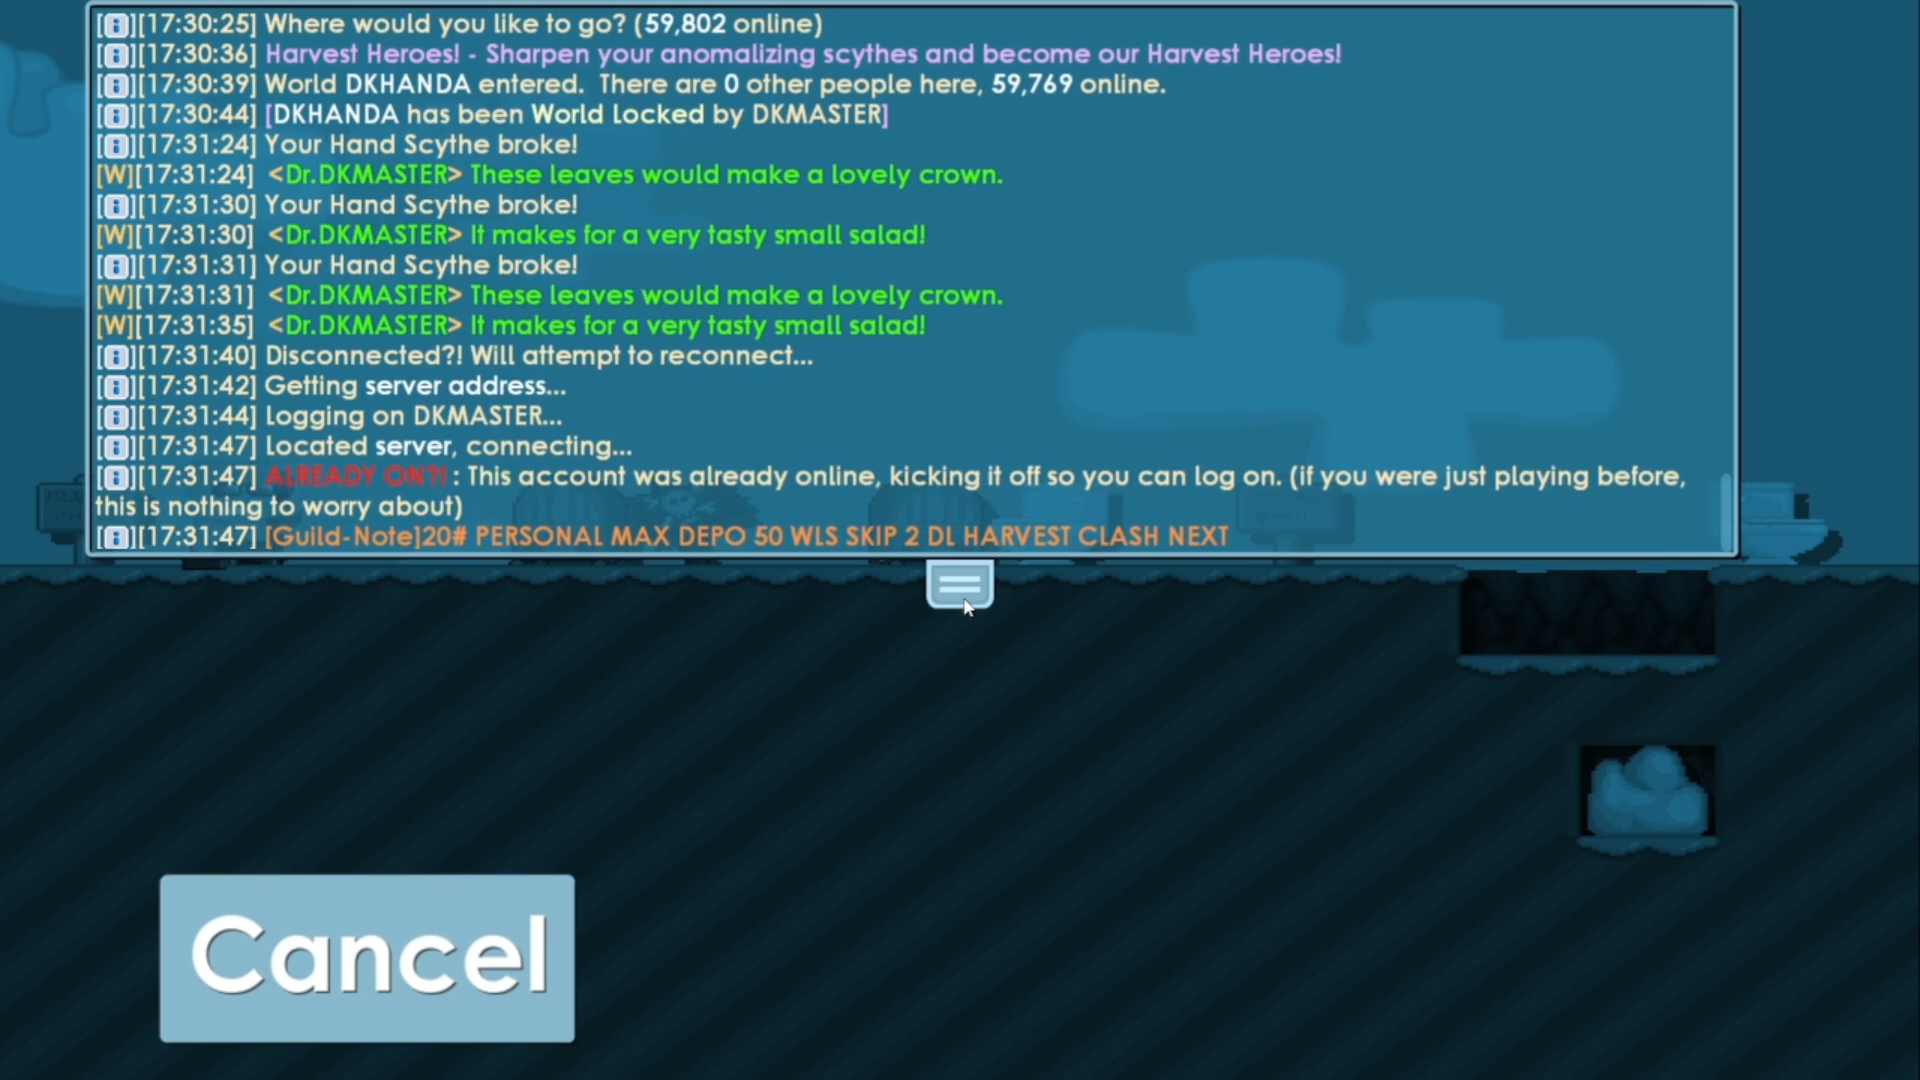 [i][17:30:25] Where would you like to go? (59,802 online)
[i][17:30:36] Harvest Heroes! - Sharpen your anomalizing scythes and become our Harvest Heroes!
[i][17:30:39] World DKHANDA entered.  There are 0 other people here, 59,769 online.
[i][17:30:44] [DKHANDA has been World Locked by DKMASTER]
[i][17:31:24] Your Hand Scythe broke!
[W][17:31:24]  <Dr.DKMASTER> These leaves would make a lovely crown.
[i][17:31:30] Your Hand Scythe broke!
[W][17:31:30]  <Dr.DKMASTER> It makes for a very tasty small salad!
[i][17:31:31] Your Hand Scythe broke!
[W][17:31:31]  <Dr.DKMASTER> These leaves would make a lovely crown.
[W][17:31:35]  <Dr.DKMASTER> It makes for a very tasty small salad!
[i][17:31:40] Disconnected?! Will attempt to reconnect...
[i][17:31:42] Getting server address...
[i][17:31:44] Logging on DKMASTER...
[i][17:31:47] Located server, connecting...
[i][17:31:47] ALREADY ON?! : This account was already online, kicking it off so you can log on. (if you were just playing before,
this is nothing to worry about)
[i][17:31:47] [Guild-Note]20# PERSONAL MAX DEPO 50 WLS SKIP 2 DL HARVEST CLASH NEXT
Cancel